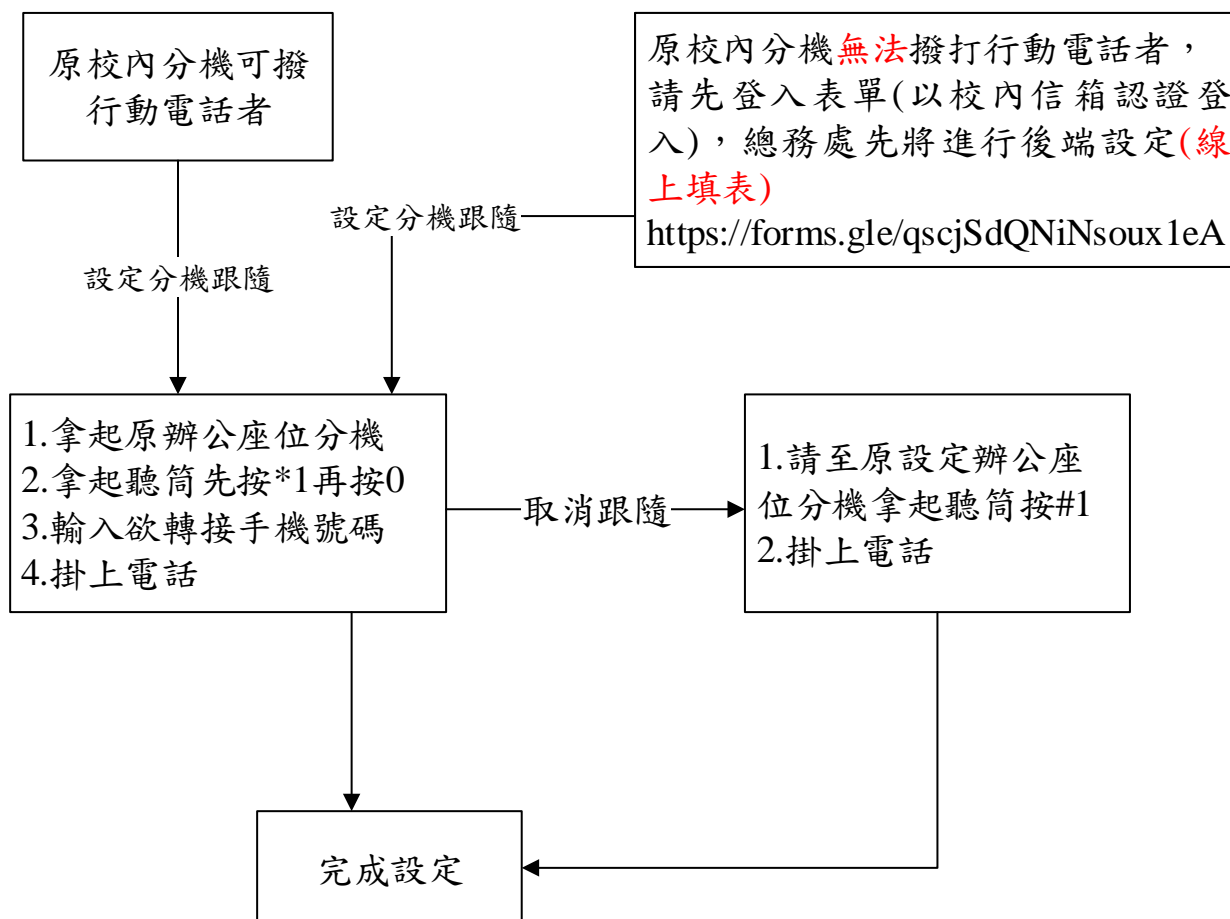 原校內分機可撥
行動電話者
原校內分機無法撥打行動電話者，
請先登入表單(以校內信箱認證登
入)，總務處先將進行後端設定(線
上填表)
https://forms.gle/qscjSdQNiNsoux1eA
設定分機跟隨
設定分機跟隨
1.拿起原辦公座位分機
2.拿起聽筒先按*1再按0
3.輸入欲轉接手機號碼
4.掛上電話
取消跟隨
1.請至原設定辦公座
位分機拿起聽筒按#1
2.掛上電話
完成設定